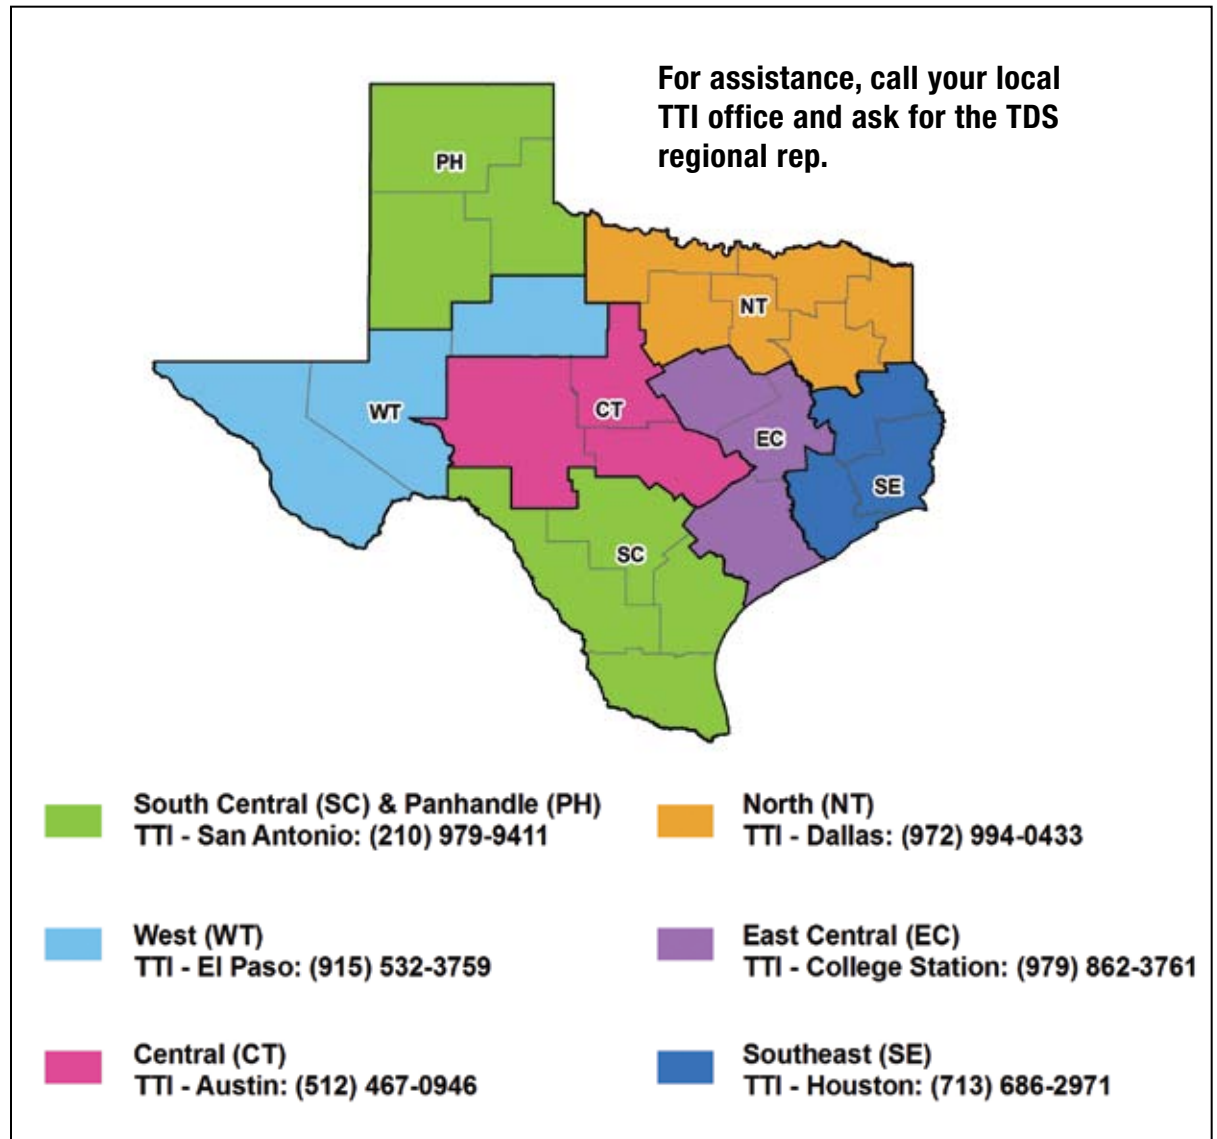 For assistance, call your local
TTI office and ask for the TDS
regional rep.
PH
NT
WT
CT
EC
SE
SC
South Central (SC) & Panhandle (PH)
TTI - San Antonio: (210) 979-9411
North (NT)
TTI - Dallas: (972) 994-0433
West (WT)
TTI - El Paso: (915) 532-3759
East Central (EC)
TTI - College Station: (979) 862-3761
Central (CT)
TTI - Austin: (512) 467-0946
Southeast (SE)
TTI - Houston: (713) 686-2971